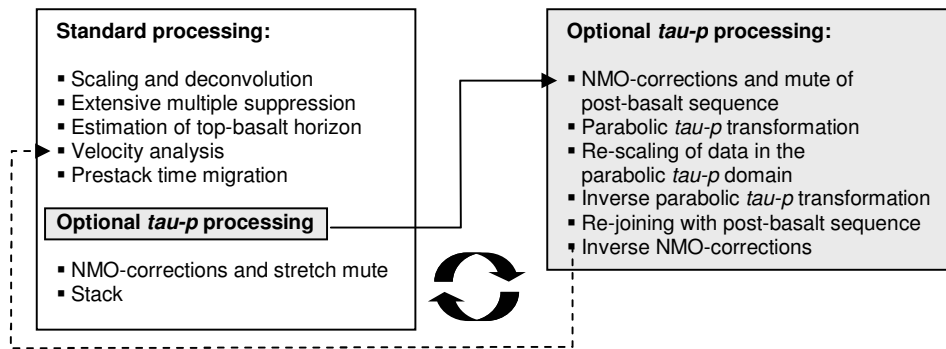 Standard processing:
▪ Scaling and deconvolution
▪ Extensive multiple suppression
▪ Estimation of top-basalt horizon
▪ Velocity analysis
▪ Prestack time migration
Optional tau-p processing
▪ NMO-corrections and stretch mute
▪ Stack
Optional tau-p processing:
▪ NMO-corrections and mute of
post-basalt sequence
▪ Parabolic tau-p transformation
▪ Re-scaling of data in the
parabolic tau-p domain
▪ Inverse parabolic tau-p transformation
▪ Re-joining with post-basalt sequence
▪ Inverse NMO-corrections